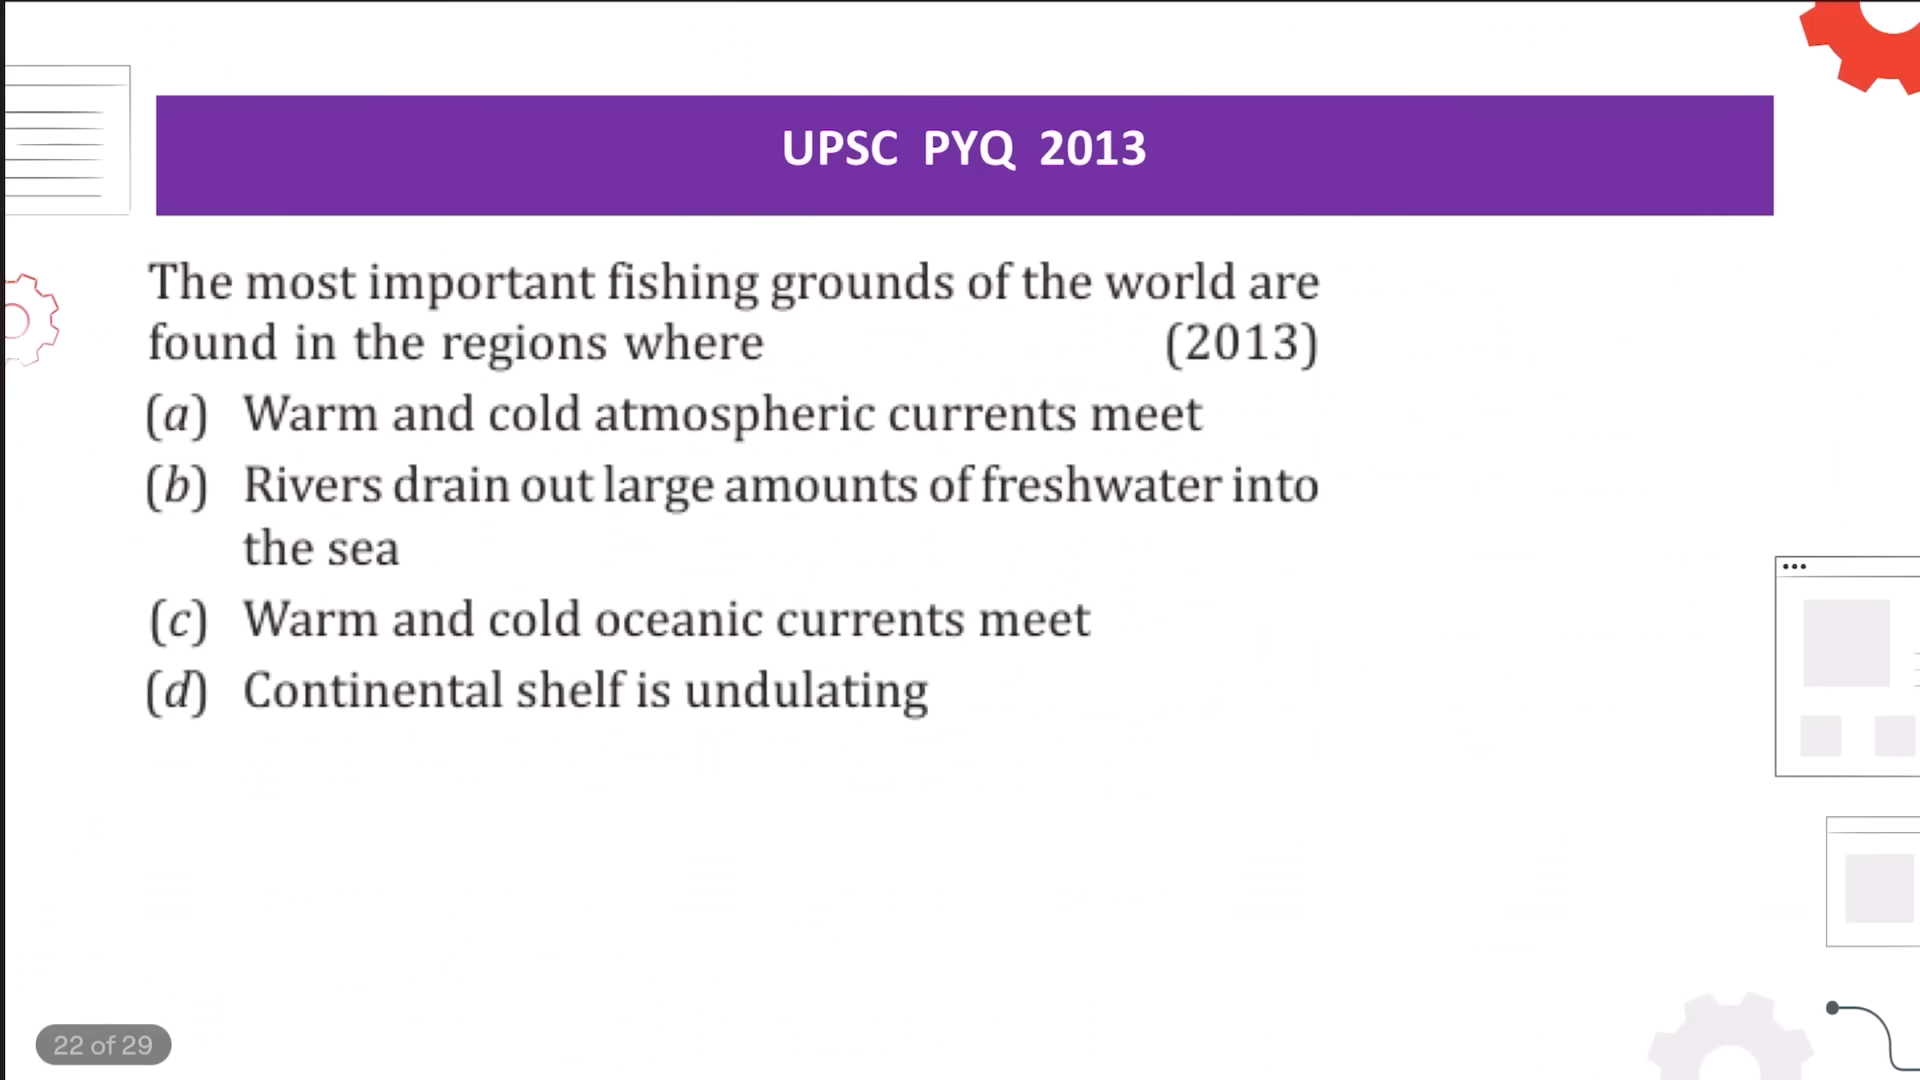 UPSC PYQ 2013
The most important fishing grounds of the world are
found in the regions where (2013)
(a) Warm and cold atmospheric currents meet
(b) Rivers drain out large amounts of freshwater into
the sea
(c) Warm and cold oceanic currents meet
(d) Continental shelf is undulating
22 of 29